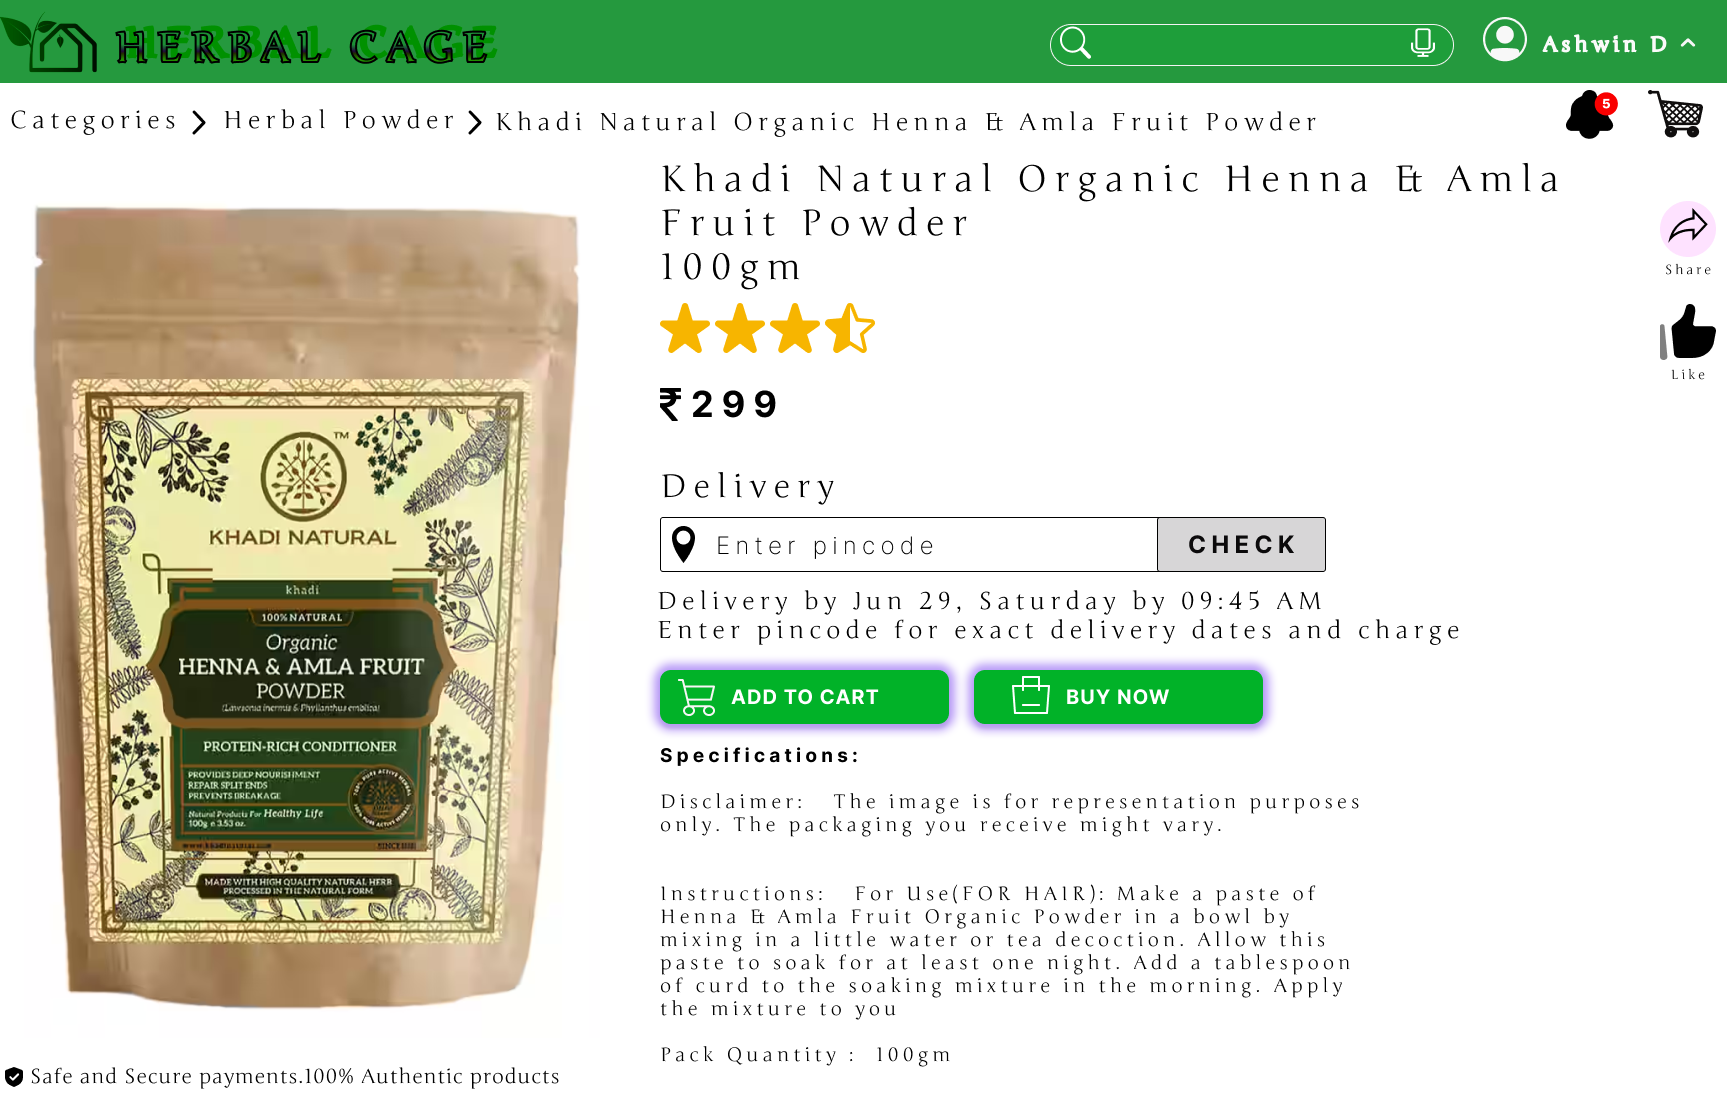 HERBAL CAGE
Ashwin D
Categories
Herbal Powder
Khadi Natural Organic Henna & Amla Fruit Powder
5
Khadi Natural Organic Henna & Amla
Fruit Powder
100gm
Share
Like
₹299
Delivery
Enter pincode
CHECK
Delivery by Jun 29, Saturday by 09:45 AM
Enter pincode for exact delivery dates and charge
ADD TO CART
BUY NOW
Specifications:
Disclaimer: The image is for representation purposes
only. The packaging you receive might vary.
Instructions: For Use(FOR HAIR): Make a paste of
Henna & Amla Fruit Organic Powder in a bowl by
mixing in a little water or tea decoction. Allow this
paste to soak for at least one night. Add a tablespoon
of curd to the soaking mixture in the morning. Apply
the mixture to you
Pack Quantity : 100gm
TM
KHADI NATURAL
khadi
100% NATURAL
Organic
HENNA & AMLA FRUIT
POWDER
(Lawsonia inermis & Phyllanthus emblica)
PROTEIN-RICH CONDITIONER
PROVIDES DEEP NOURISHMENT
REPAIR SPLIT ENDS
PREVENTS BREAKAGE
Natural Products For Healthy Life
100g e 3.53 oz.
www.khadinatural.com
MADE WITH HIGH QUALITY NATURAL HERB
PROCESSED IN THE NATURAL FORM
Safe and Secure payments.100% Authentic products